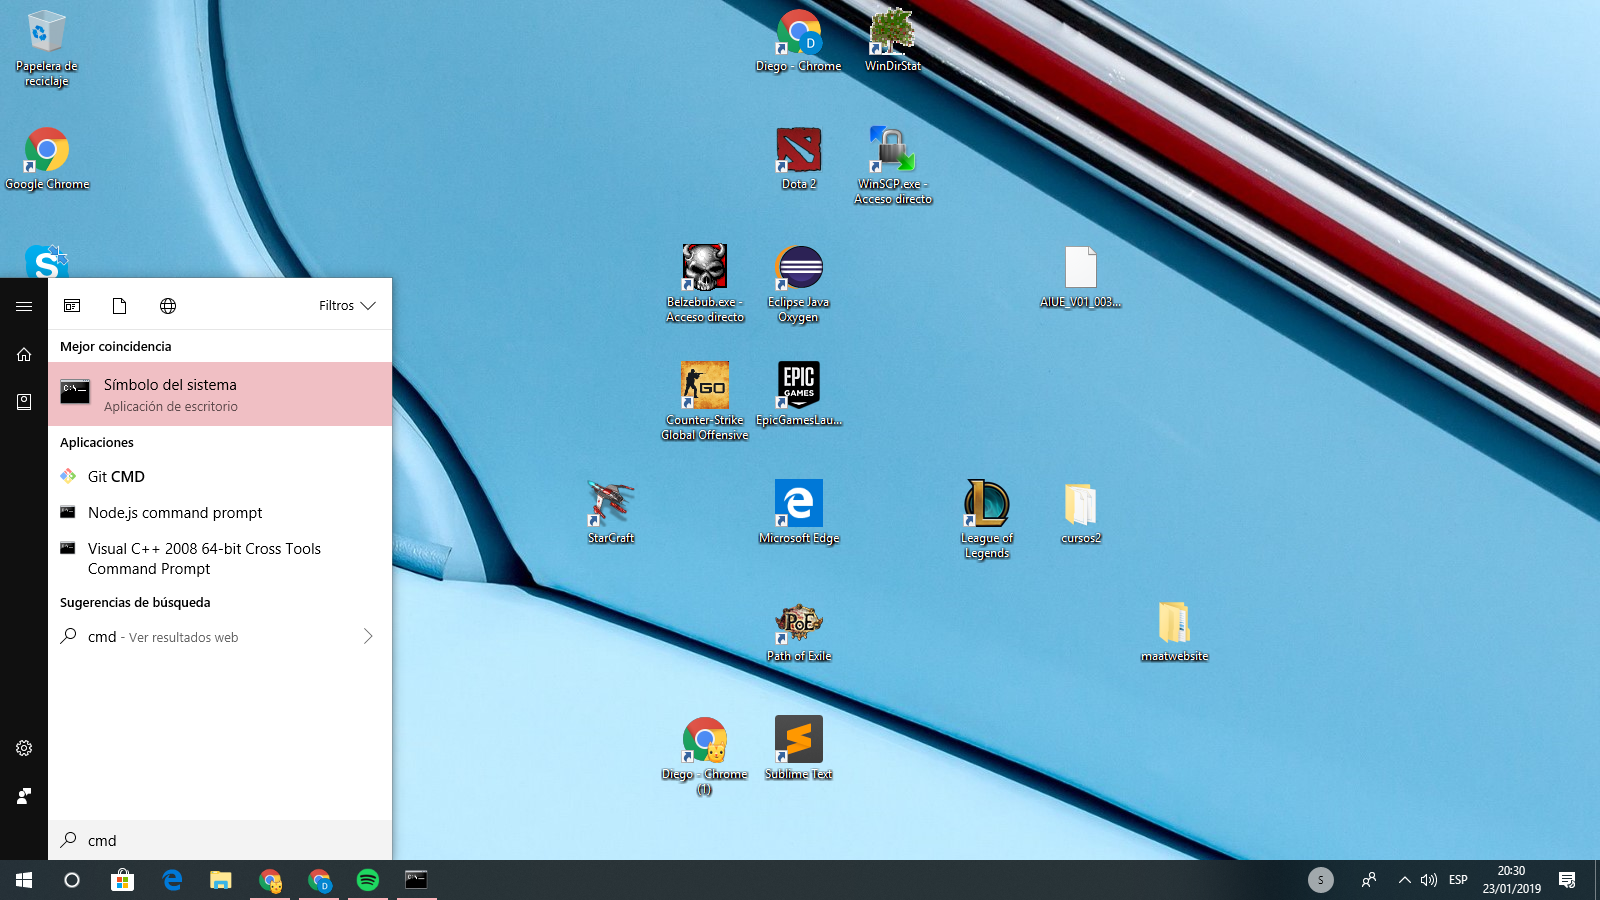 Papelera de
reciclaje
Google Chrome
Diego - Chrome
WinDirStat
Dota 2
WinSCP.exe -
Acceso directo
Belzebub.exe -
Acceso directo
Eclipse Java
Oxygen
AIUE_V01_003...
Counter-Strike
Global Offensive
EpicGamesLau...
StarCraft
Microsoft Edge
League of
Legends
cursos2
Path of Exile
maatwebsite
Diego - Chrome
(1)
Sublime Text
Filtros
Mejor coincidencia
Símbolo del sistema
Aplicación de escritorio
Aplicaciones
Git CMD
Node.js command prompt
Visual C++ 2008 64-bit Cross Tools
Command Prompt
Sugerencias de búsqueda
cmd - Ver resultados web
cmd
S
ESP
20:30
23/01/2019